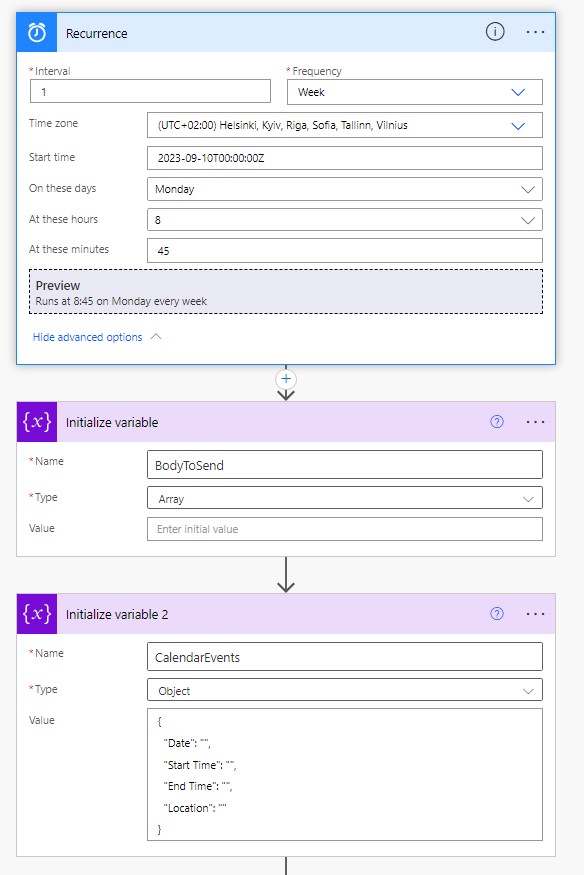 Recurrence
* Interval
1
* Frequency
Week
Time zone
(UTC+02:00) Helsinki, Kyiv, Riga, Sofia, Tallinn, Vilnius
Start time
2023-09-10T00:00:00Z
On these days
Monday
At these hours
8
At these minutes
45
Preview
Runs at 8:45 on Monday every week
Hide advanced options
{x} Initialize variable
* Name
BodyToSend
* Type
Array
Value
Enter initial value
{x} Initialize variable 2
* Name
CalendarEvents
* Type
Object
Value
{
"Date": "",
"Start Time": "",
"End Time": "",
"Location": ""
}